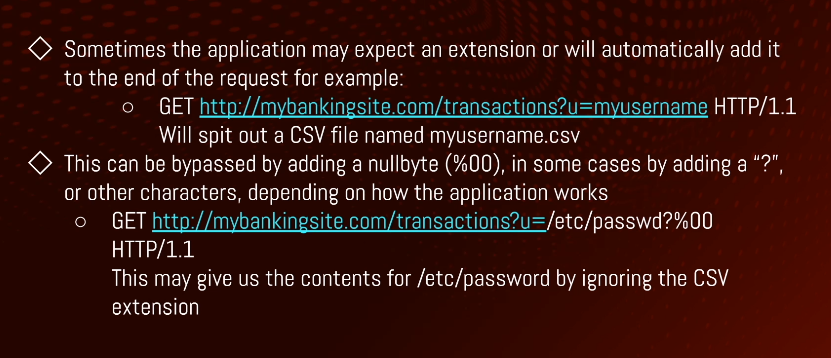 Sometimes the application may expect an extension or will automatically add it
to the end of the request for example:
GET http://mybankingsite.com/transactions?u=myusername HTTP/1.1
Will spit out a CSV file named myusername.csv
This can be bypassed by adding a nullbyte (%00), in some cases by adding a “?”,
or other characters, depending on how the application works
GET http://mybankingsite.com/transactions?u=/etc/passwd?%00
HTTP/1.1
This may give us the contents for /etc/password by ignoring the CSV
extension